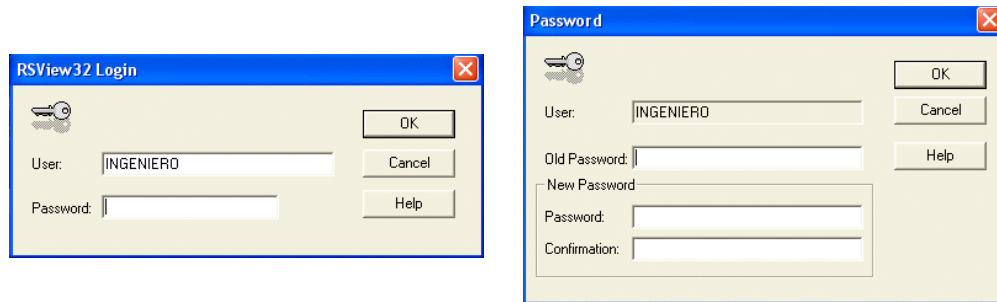 RSView32 Login
OK
User: INGENIERO
Cancel
Password:
Help
Password
OK
User: INGENIERO
Cancel
Old Password:
Help
New Password
Password:
Confirmation: